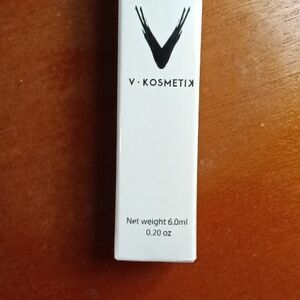 V · KOSMETIK
Net weight 6.0ml
0.20 oz